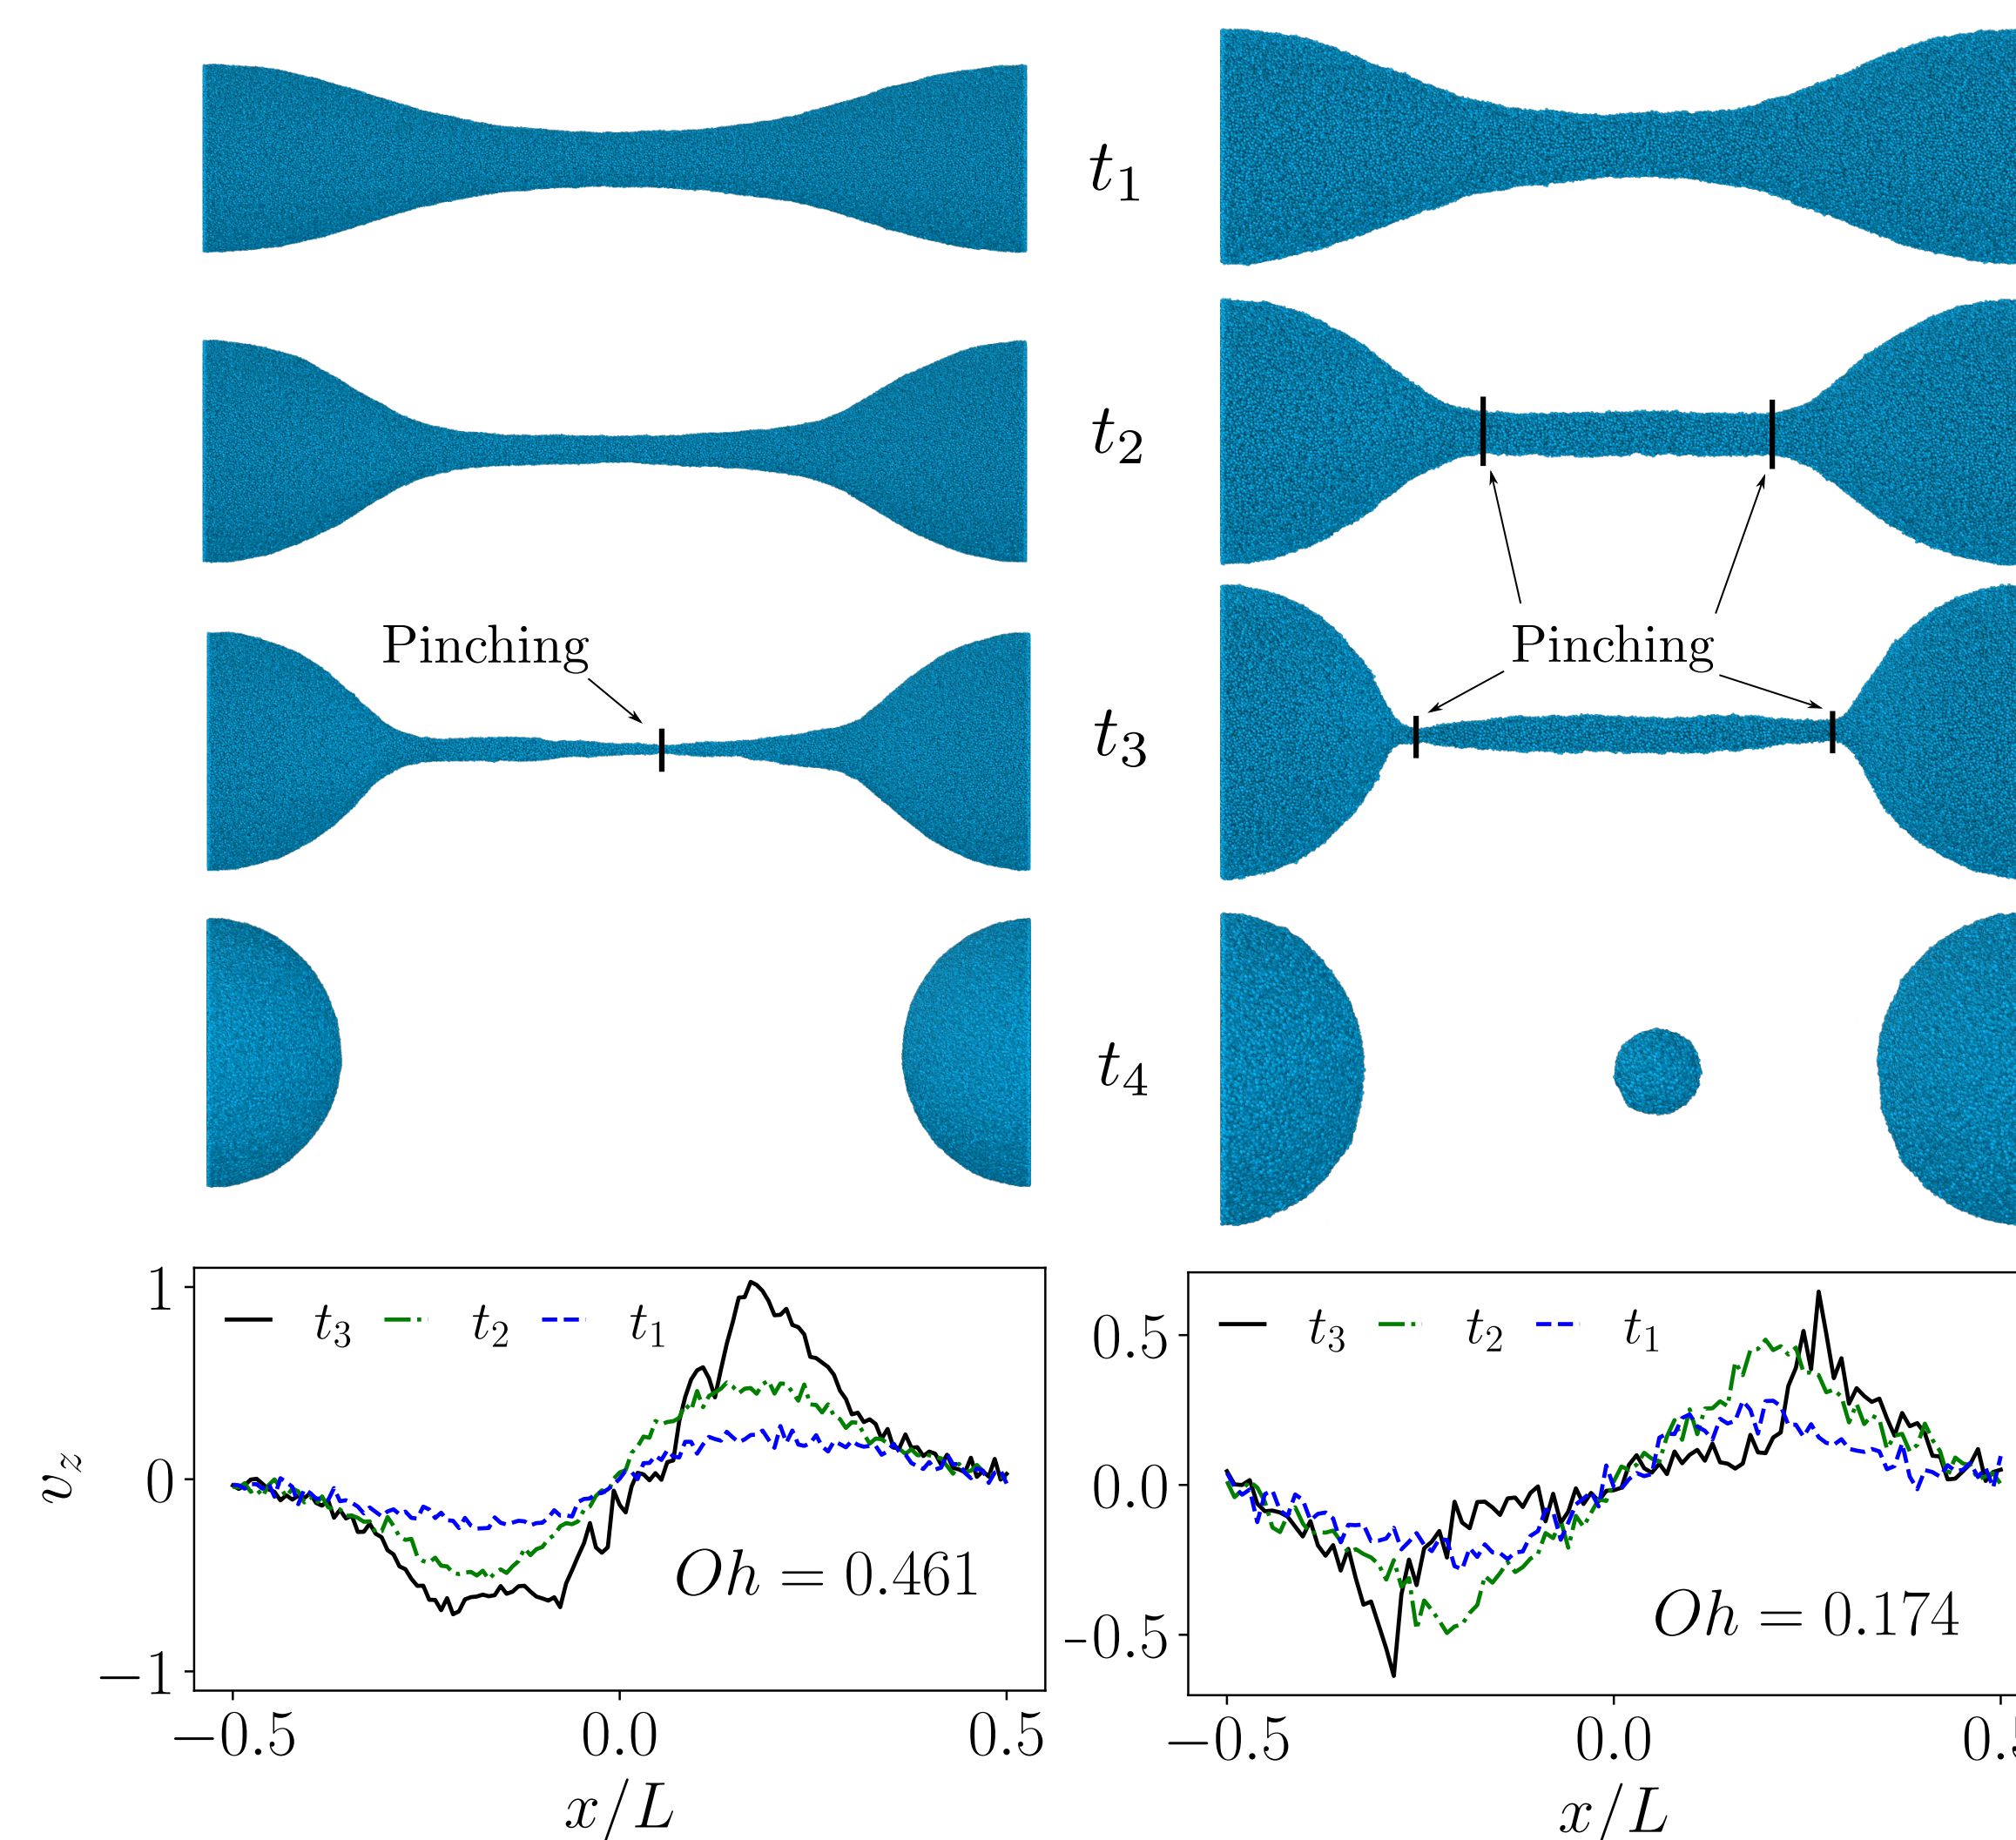 t₁
t₂
Pinching
Pinching
t₃
t₄
1
0
−1
v_z
t₃ t₂ t₁
Oh = 0.461
−0.5 0.0 0.5
x/L
0.5
0.0
-0.5
t₃ t₂ t₁
Oh = 0.174
−0.5 0.0
x/L